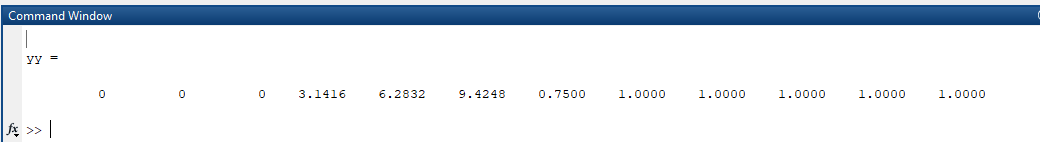 Command Window
yy =
0 0 0 3.1416 6.2832 9.4248 0.7500 1.0000 1.0000 1.0000 1.0000 1.0000
fx >>